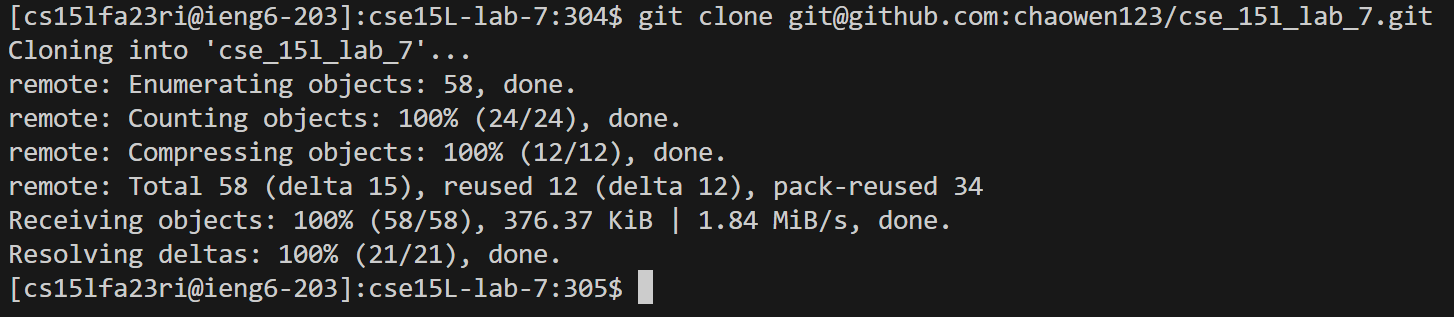 [cs15lfa23ri@ieng6-203]:cse15L-lab-7:304$ git clone git@github.com:chaowen123/cse_15l_lab_7.git
Cloning into 'cse_15l_lab_7'...
remote: Enumerating objects: 58, done.
remote: Counting objects: 100% (24/24), done.
remote: Compressing objects: 100% (12/12), done.
remote: Total 58 (delta 15), reused 12 (delta 12), pack-reused 34
Receiving objects: 100% (58/58), 376.37 KiB | 1.84 MiB/s, done.
Resolving deltas: 100% (21/21), done.
[cs15lfa23ri@ieng6-203]:cse15L-lab-7:305$